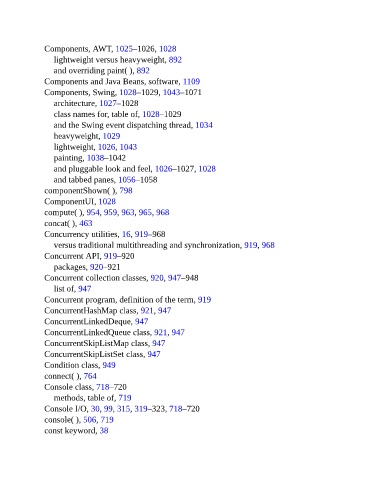 Components, AWT, 1025–1026, 1028
lightweight versus heavyweight, 892
and overriding paint( ), 892
Components and Java Beans, software, 1109
Components, Swing, 1028–1029, 1043–1071
architecture, 1027–1028
class names for, table of, 1028–1029
and the Swing event dispatching thread, 1034
heavyweight, 1029
lightweight, 1026, 1043
painting, 1038–1042
and pluggable look and feel, 1026–1027, 1028
and tabbed panes, 1056–1058
componentShown( ), 798
ComponentUI, 1028
compute( ), 954, 959, 963, 965, 968
concat( ), 463
Concurrency utilities, 16, 919–968
versus traditional multithreading and synchronization, 919, 968
Concurrent API, 919–920
packages, 920–921
Concurrent collection classes, 920, 947–948
list of, 947
Concurrent program, definition of the term, 919
ConcurrentHashMap class, 921, 947
ConcurrentLinkedDeque, 947
ConcurrentLinkedQueue class, 921, 947
ConcurrentSkipListMap class, 947
ConcurrentSkipListSet class, 947
Condition class, 949
connect( ), 764
Console class, 718–720
methods, table of, 719
Console I/O, 30, 99, 315, 319–323, 718–720
console( ), 506, 719
const keyword, 38